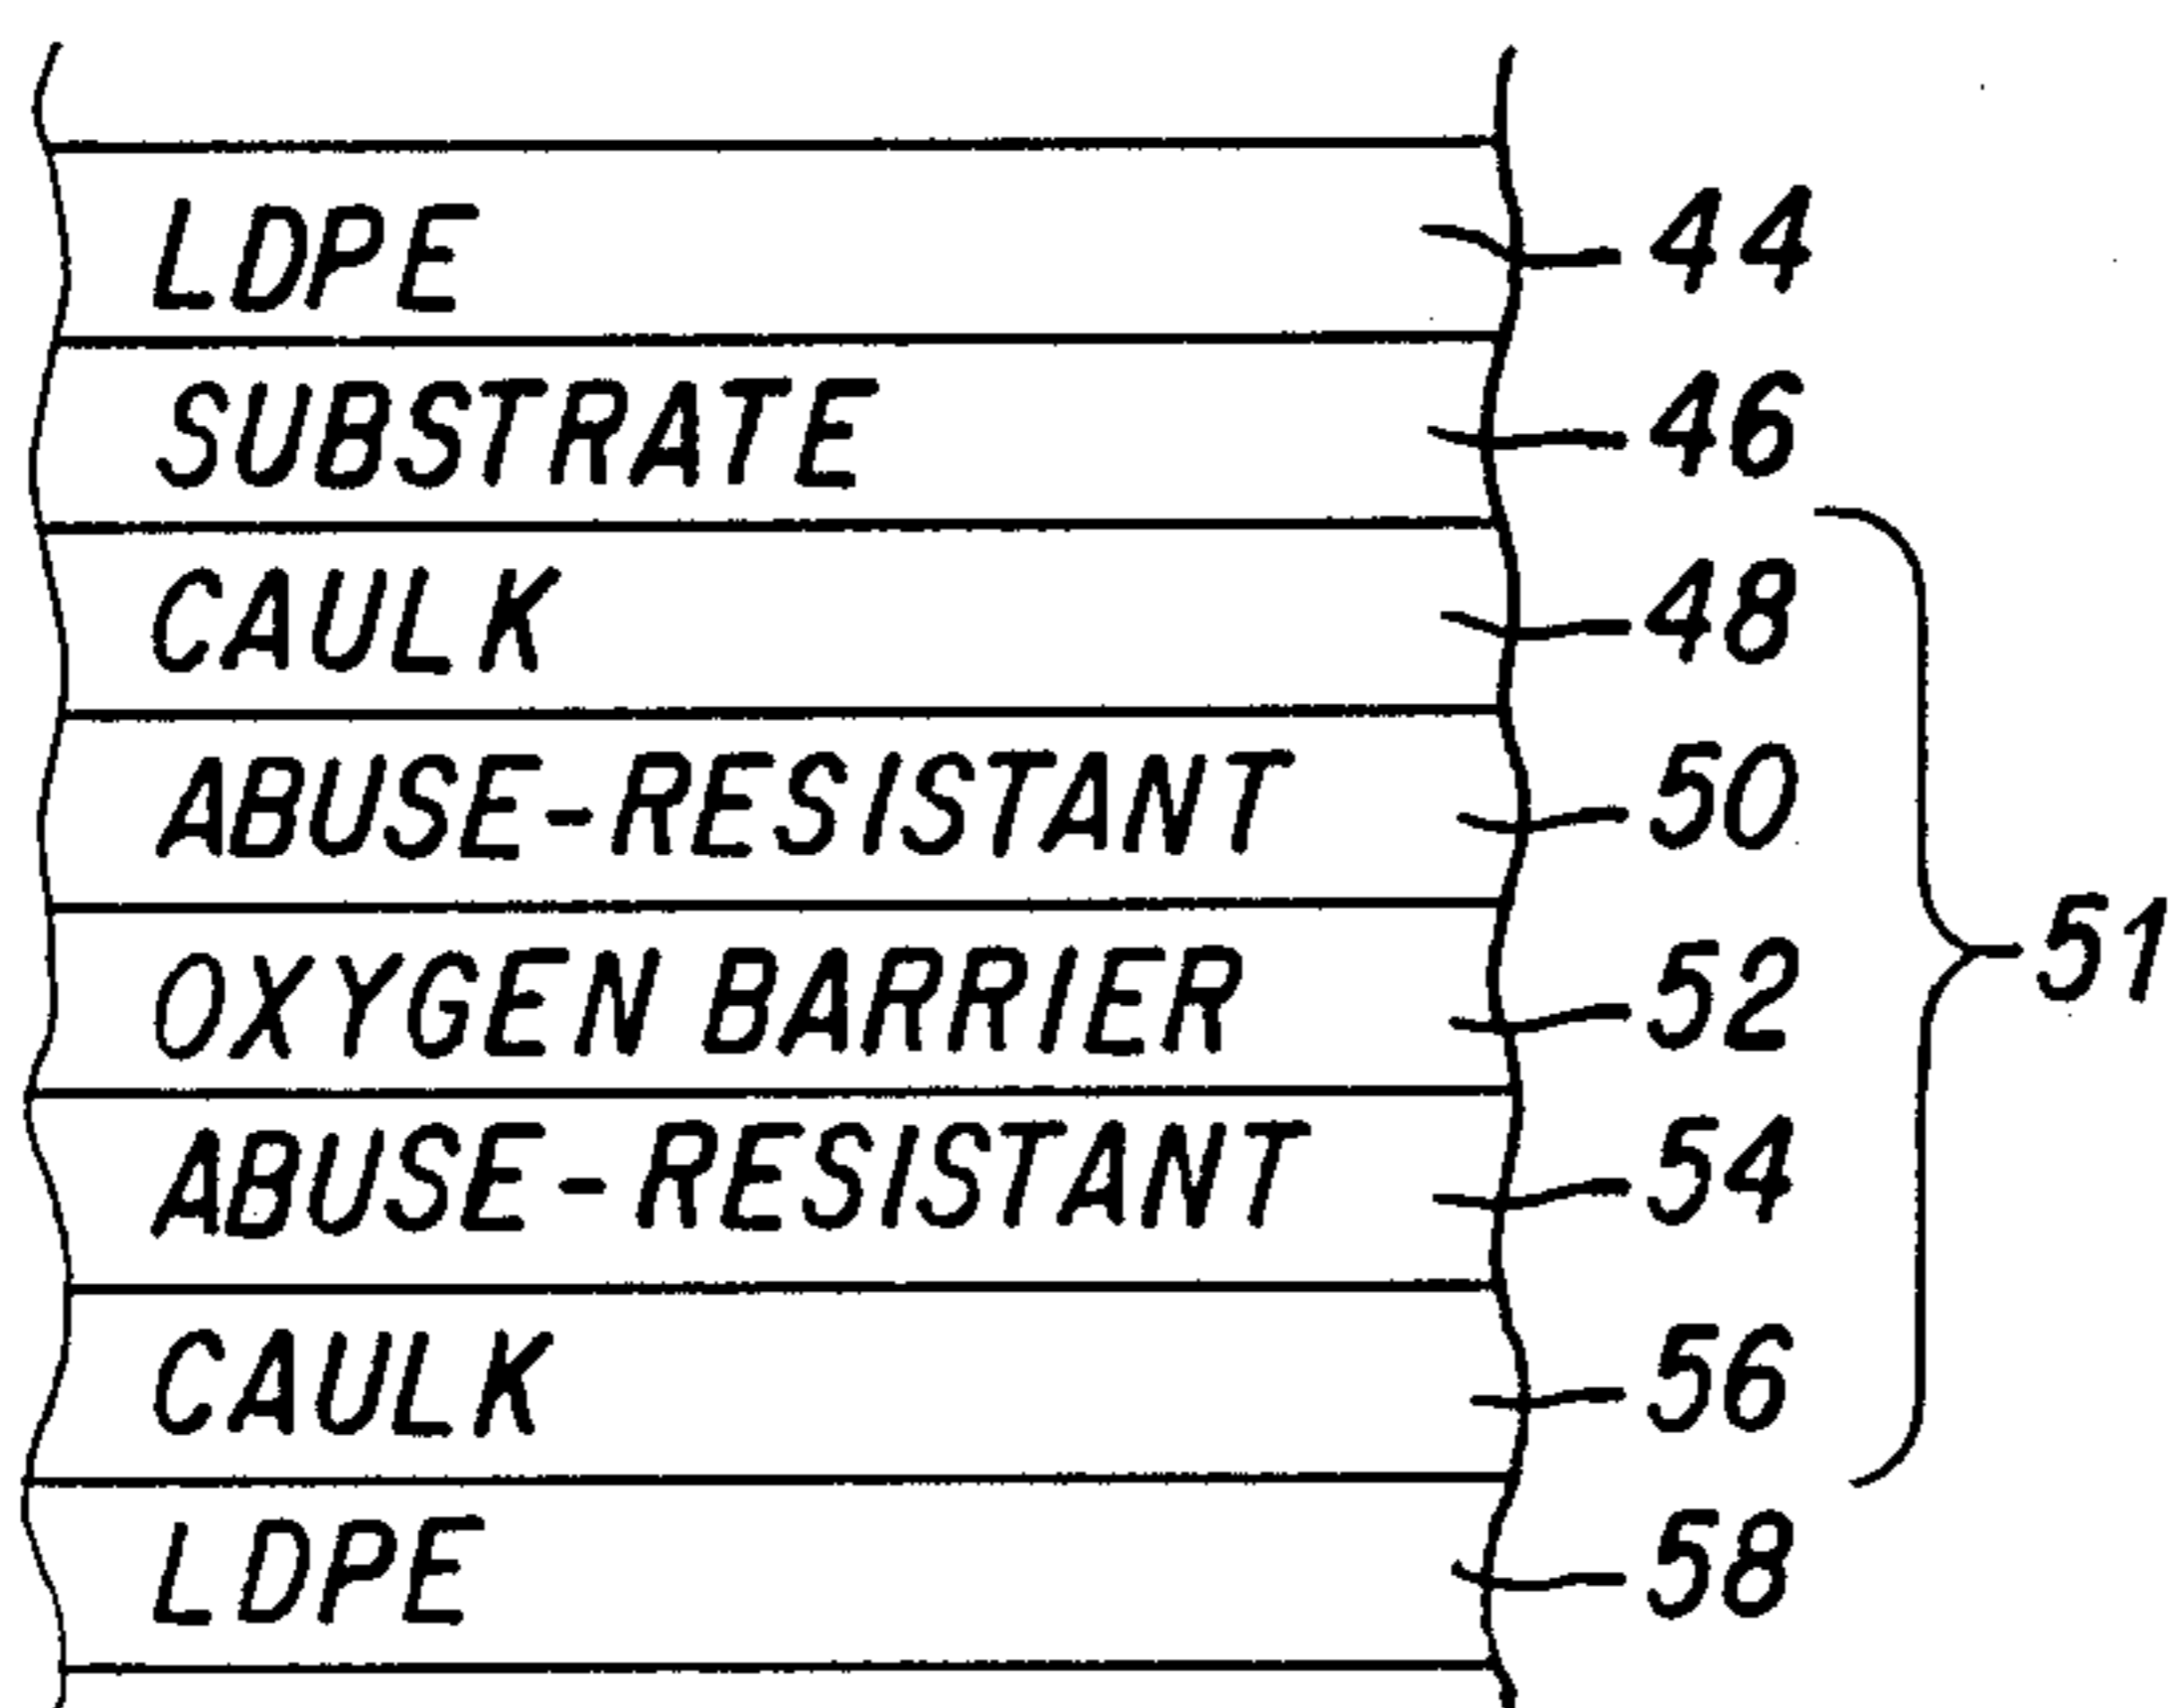 LDPE 44
SUBSTRATE 46
CAULK 48
ABUSE-RESISTANT 50
OXYGEN BARRIER 52
51
ABUSE-RESISTANT 54
CAULK 56
LDPE 58